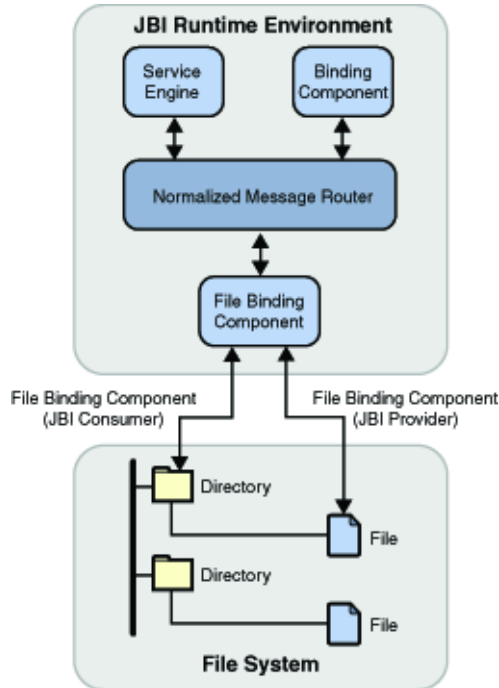 JBI Runtime Environment
Service
Engine
Binding
Component
Normalized Message Router
File Binding
Component
File Binding Component
(JBI Consumer)
File Binding Component
(JBI Provider)
Directory
File
Directory
File
File System